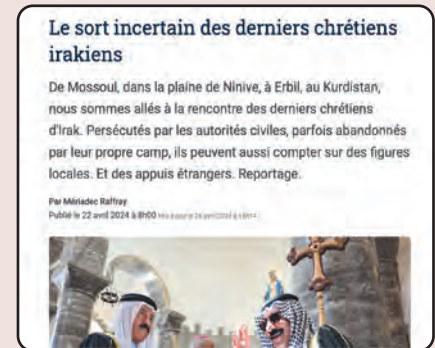 Le sort incertain des derniers chrétiens
irakiens
De Mossoul, dans la plaine de Ninive, à Erbil, au Kurdistan,
nous sommes allés à la rencontre des derniers chrétiens
d'Irak. Persécutés par les autorités civiles, parfois abandonnés
par leur propre camp, ils peuvent aussi compter sur des figures
locales. Et des appuis étrangers. Reportage.
Par Mériadec Raffray
Publié le 22 avril 2024 à 8h00